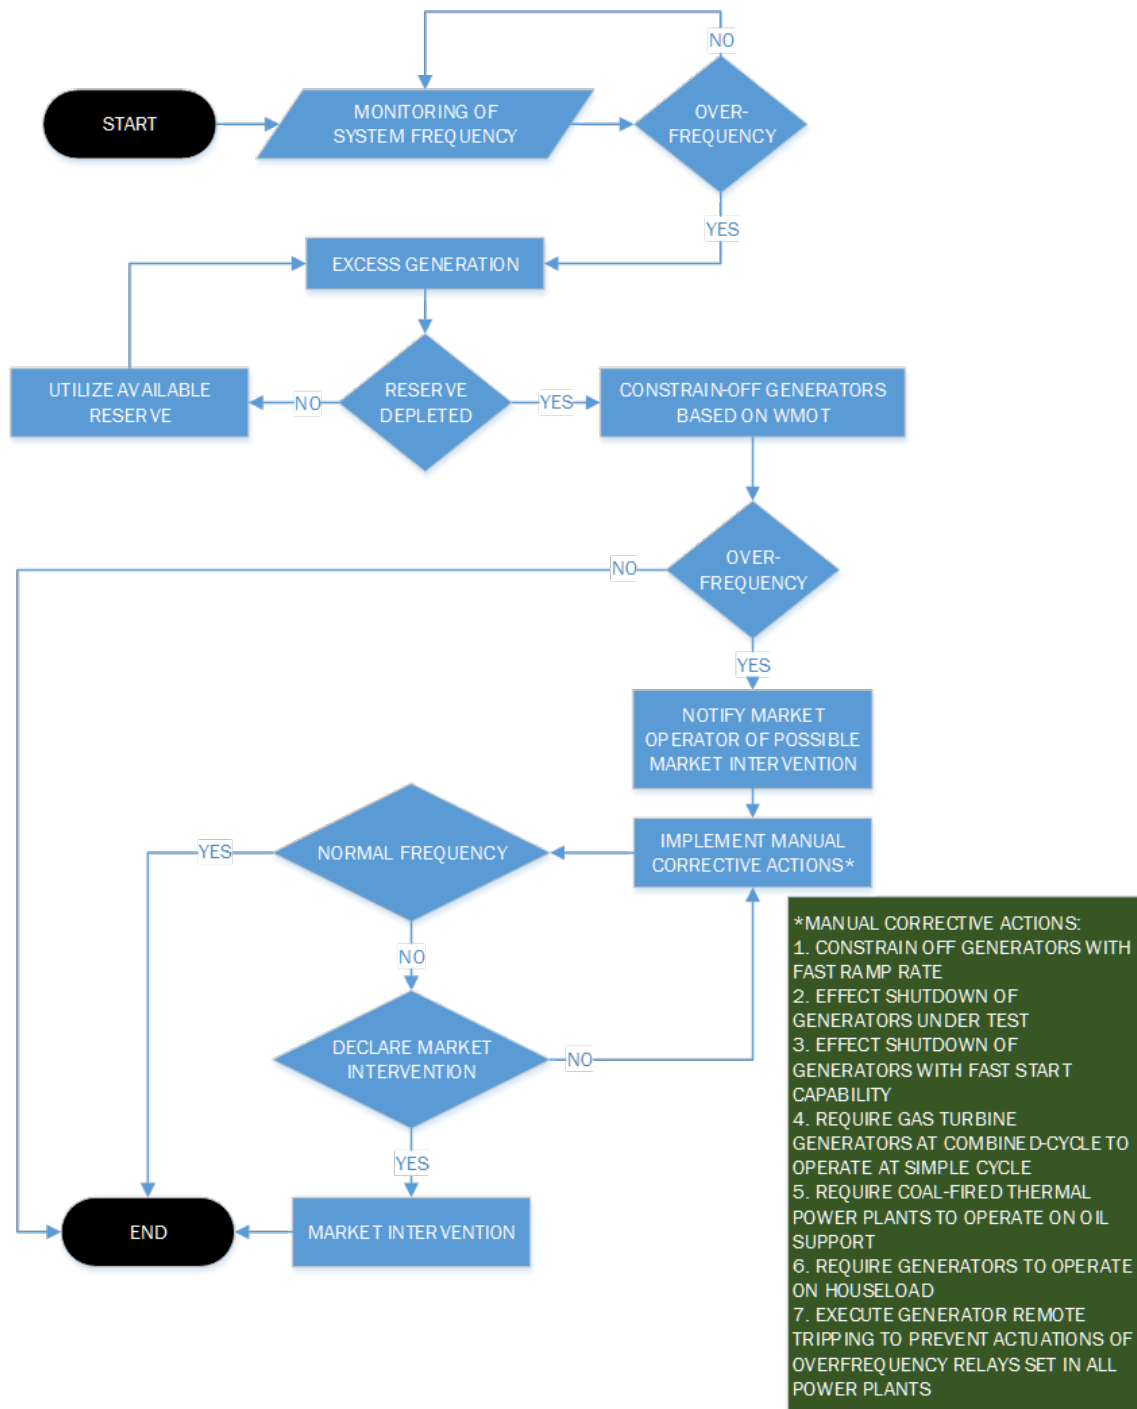 NO
START
MONITORING OF
SYSTEM FREQUENCY
OVER-
FREQUENCY
YES
EXCESS GENERATION
UTILIZE AVAILABLE
RESERVE
NO
RESERVE
DEPLETED
YES
CONSTRAIN-OFF GENERATORS
BASED ON WMOT
OVER-
FREQUENCY
NO
YES
NOTIFY MARKET
OPERATOR OF POSSIBLE
MARKET INTERVENTION
IMPLEMENT MANUAL
CORRECTIVE ACTIONS*
NORMAL FREQUENCY
YES
NO
DECLARE MARKET
INTERVENTION
NO
YES
MARKET INTERVENTION
END
*MANUAL CORRECTIVE ACTIONS:
1. CONSTRAIN OFF GENERATORS WITH
FAST RAMP RATE
2. EFFECT SHUTDOWN OF
GENERATORS UNDER TEST
3. EFFECT SHUTDOWN OF
GENERATORS WITH FAST START
CAPABILITY
4. REQUIRE GAS TURBINE
GENERATORS AT COMBINED-CYCLE TO
OPERATE AT SIMPLE CYCLE
5. REQUIRE COAL-FIRED THERMAL
POWER PLANTS TO OPERATE ON OIL
SUPPORT
6. REQUIRE GENERATORS TO OPERATE
ON HOUSELOAD
7. EXECUTE GENERATOR REMOTE
TRIPPING TO PREVENT ACTUATIONS OF
OVERFREQUENCY RELAYS SET IN ALL
POWER PLANTS